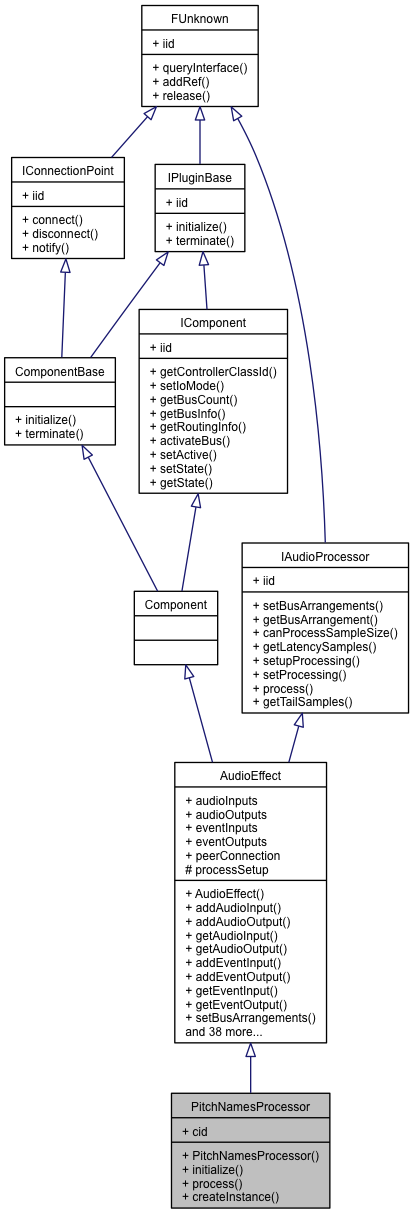 FUnknown
+ iid
+ queryInterface()
+ addRef()
+ release()
IConnectionPoint
+ iid
+ connect()
+ disconnect()
+ notify()
IPluginBase
+ iid
+ initialize()
+ terminate()
IComponent
+ iid
+ getControllerClassId()
+ setIoMode()
+ getBusCount()
+ getBusInfo()
+ getRoutingInfo()
+ activateBus()
+ setActive()
+ setState()
+ getState()
ComponentBase
+ initialize()
+ terminate()
IAudioProcessor
+ iid
+ setBusArrangements()
+ getBusArrangement()
+ canProcessSampleSize()
+ getLatencySamples()
+ setupProcessing()
+ setProcessing()
+ process()
+ getTailSamples()
Component
AudioEffect
+ audioInputs
+ audioOutputs
+ eventInputs
+ eventOutputs
+ peerConnection
# processSetup
+ AudioEffect()
+ addAudioInput()
+ addAudioOutput()
+ getAudioInput()
+ getAudioOutput()
+ addEventInput()
+ addEventOutput()
+ getEventInput()
+ getEventOutput()
+ setBusArrangements()
and 38 more...
PitchNamesProcessor
+ cid
+ PitchNamesProcessor()
+ initialize()
+ process()
+ createInstance()